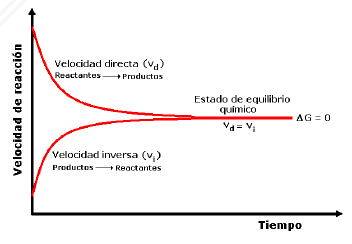 Velocidad de reacción
Velocidad directa (vd)
Reactantes → Productos
Estado de equilibrio
químico
vd = vi
ΔG = 0
Velocidad inversa (vi)
Productos → Reactantes
Tiempo